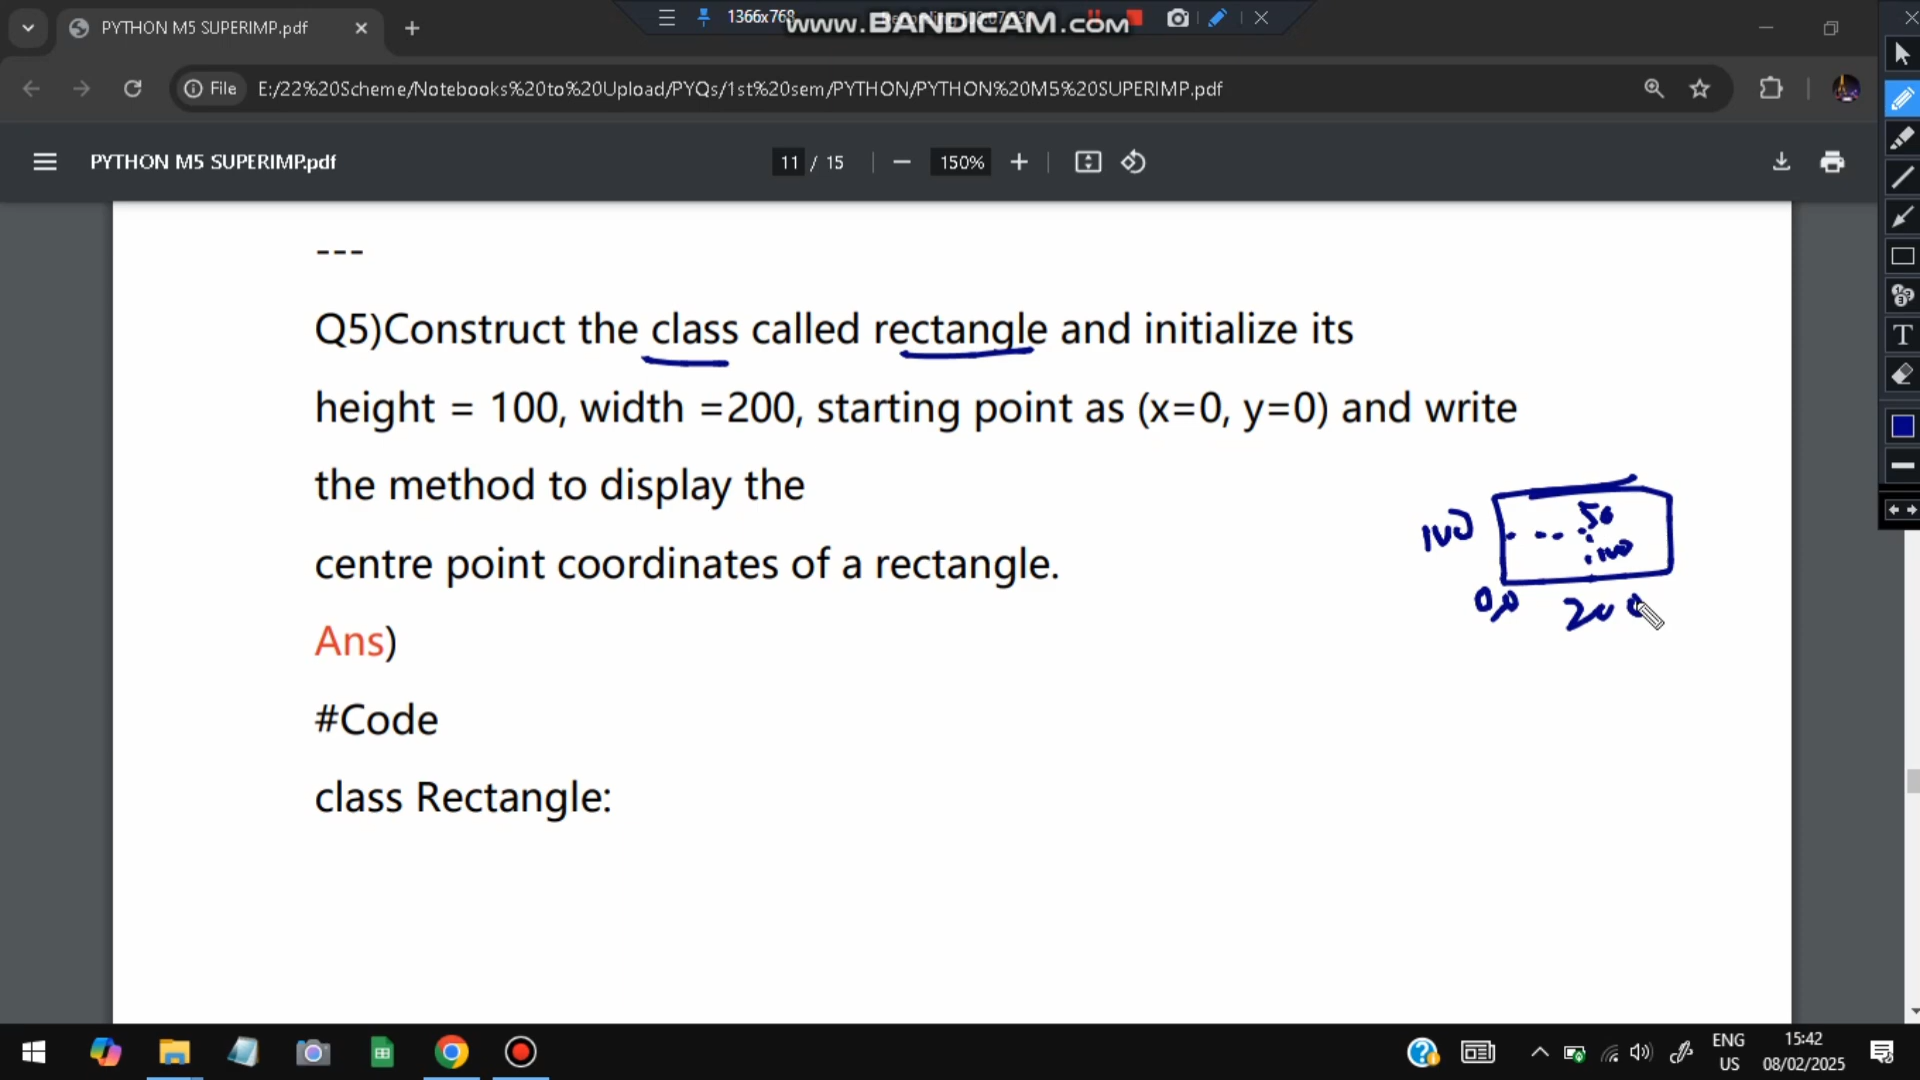 PYTHON M5 SUPERIMP.pdf
1366x768
www.BANDICAM.com
File
E:/22%20Scheme/Notebooks%20to%20Upload/PYQs/1st%20sem/PYTHON/PYTHON%20M5%20SUPERIMP.pdf
PYTHON M5 SUPERIMP.pdf
11 / 15
150%
---
Q5)Construct the class called rectangle and initialize its
height = 100, width =200, starting point as (x=0, y=0) and write
the method to display the
centre point coordinates of a rectangle.
50
100
100
0,0
200
Ans)
#Code
class Rectangle:
T
ENG
US
15:42
08/02/2025